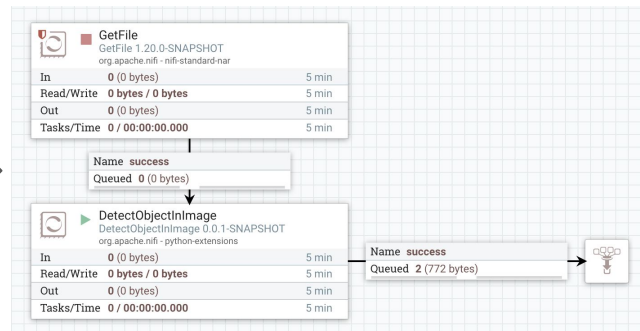 GetFile
GetFile 1.20.0-SNAPSHOT
org.apache.nifi - nifi-standard-nar
In 0 (0 bytes) 5 min
Read/Write 0 bytes / 0 bytes 5 min
Out 0 (0 bytes) 5 min
Tasks/Time 0 / 00:00:00.000 5 min
Name success
Queued 0 (0 bytes)
DetectObjectInImage
DetectObjectInImage 0.0.1-SNAPSHOT
org.apache.nifi - python-extensions
In 0 (0 bytes) 5 min
Read/Write 0 bytes / 0 bytes 5 min
Out 0 (0 bytes) 5 min
Tasks/Time 0 / 00:00:00.000 5 min
Name success
Queued 2 (772 bytes)